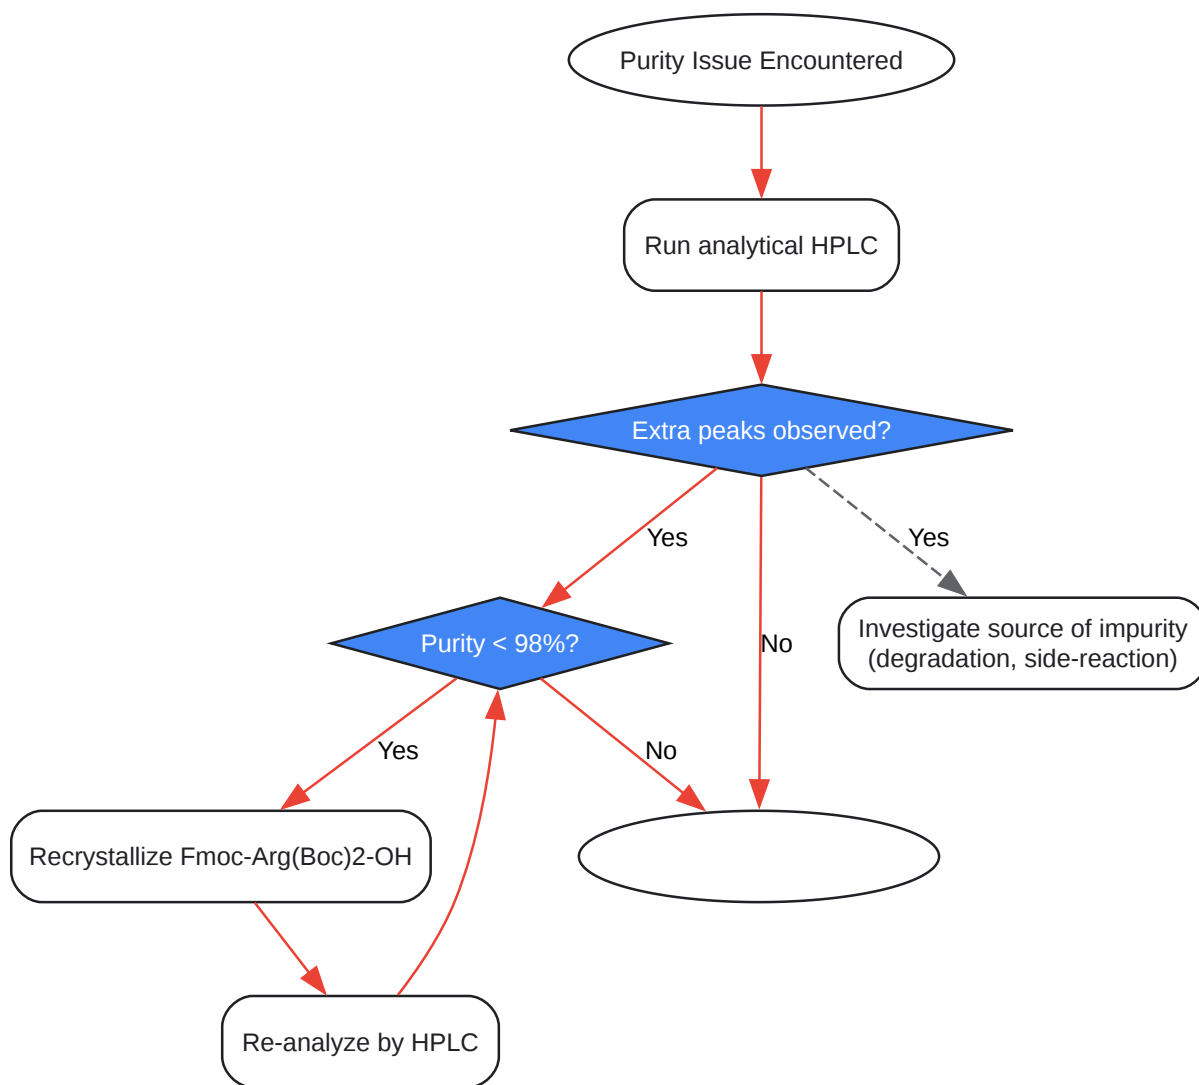 Purity Issue Encountered
Run analytical HPLC
Extra peaks observed?
Yes
Yes
No
Investigate source of impurity
(degradation, side-reaction)
Purity < 98%?
Yes
No
Recrystallize Fmoc-Arg(Boc)2-OH
Re-analyze by HPLC